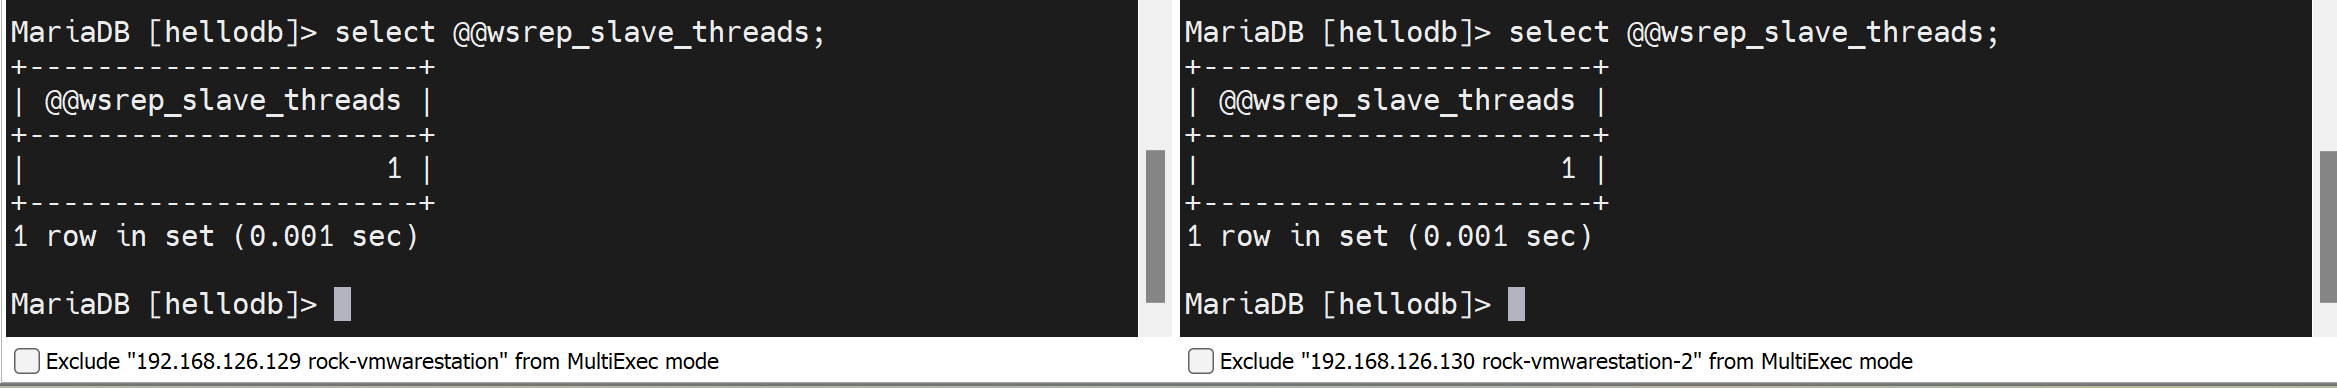 MariaDB [hellodb]> select @@wsrep_slave_threads;
+-----------------------+
| @@wsrep_slave_threads |
+-----------------------+
|                     1 |
+-----------------------+
1 row in set (0.001 sec)
MariaDB [hellodb]>
Exclude "192.168.126.129 rock-vmwarestation" from MultiExec mode
MariaDB [hellodb]> select @@wsrep_slave_threads;
+-----------------------+
| @@wsrep_slave_threads |
+-----------------------+
|                     1 |
+-----------------------+
1 row in set (0.001 sec)
MariaDB [hellodb]>
Exclude "192.168.126.130 rock-vmwarestation-2" from MultiExec mode